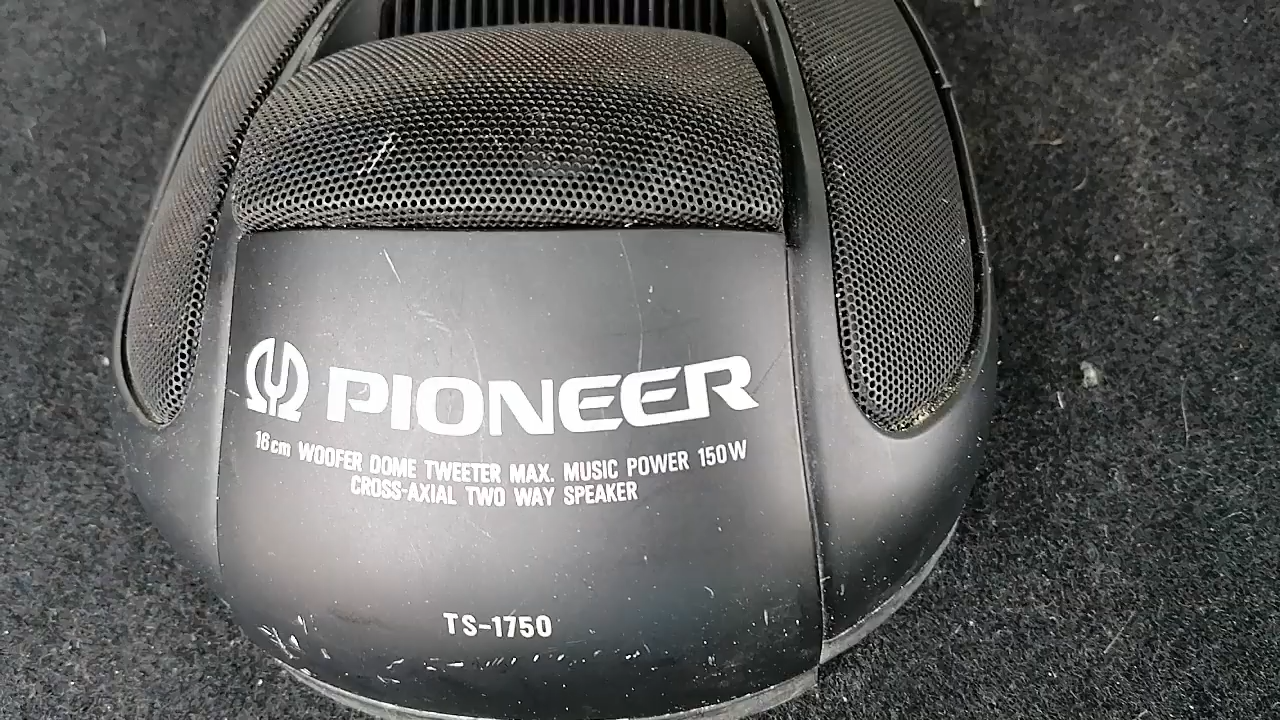 PIONEER
16cm WOOFER DOME TWEETER MAX. MUSIC POWER 150W
CROSS-AXIAL TWO WAY SPEAKER
TS-1750